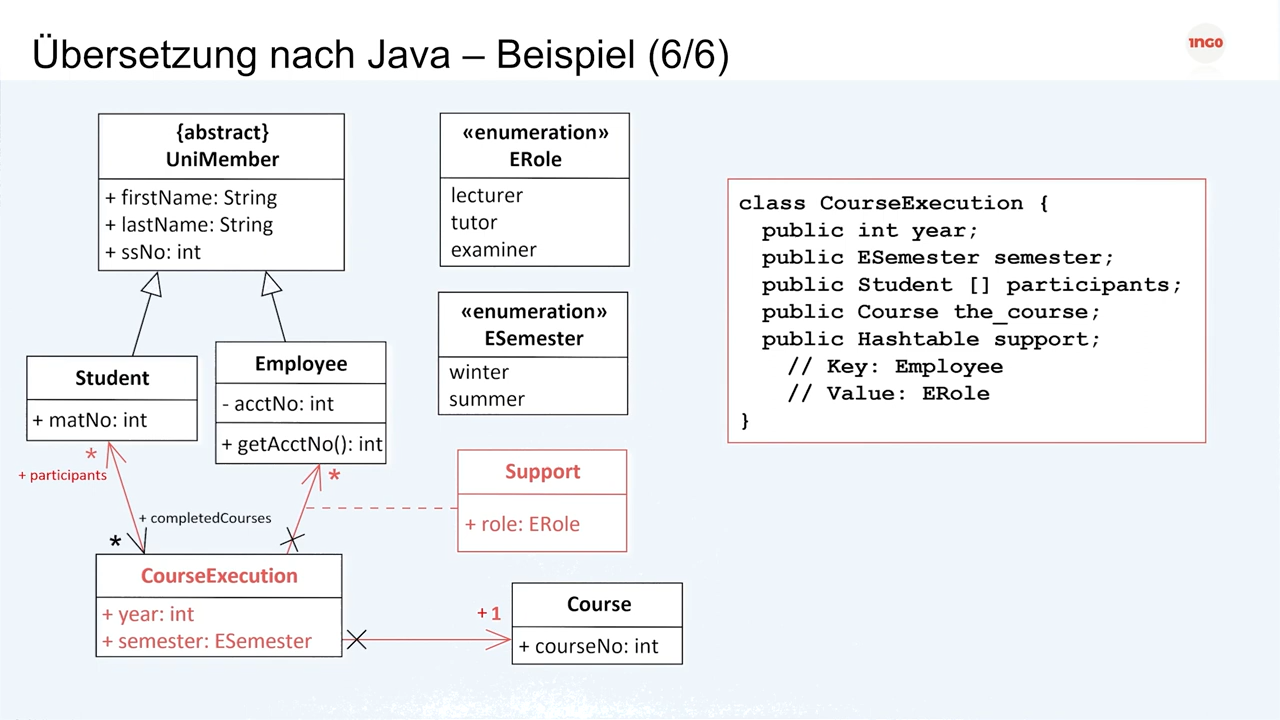 Übersetzung nach Java – Beispiel (6/6)
1NGO
{abstract}
UniMember
+ firstName: String
+ lastName: String
+ ssNo: int
«enumeration»
ERole
lecturer
tutor
examiner
«enumeration»
ESemester
winter
summer
Student
+ matNo: int
Employee
- acctNo: int
+ getAcctNo(): int
*
+ participants
+ completedCourses
*
*
Support
+ role: ERole
CourseExecution
+ year: int
+ semester: ESemester
+ 1
Course
+ courseNo: int
class CourseExecution {
public int year;
public ESemester semester;
public Student [] participants;
public Course the_course;
public Hashtable support;
// Key: Employee
// Value: ERole
}